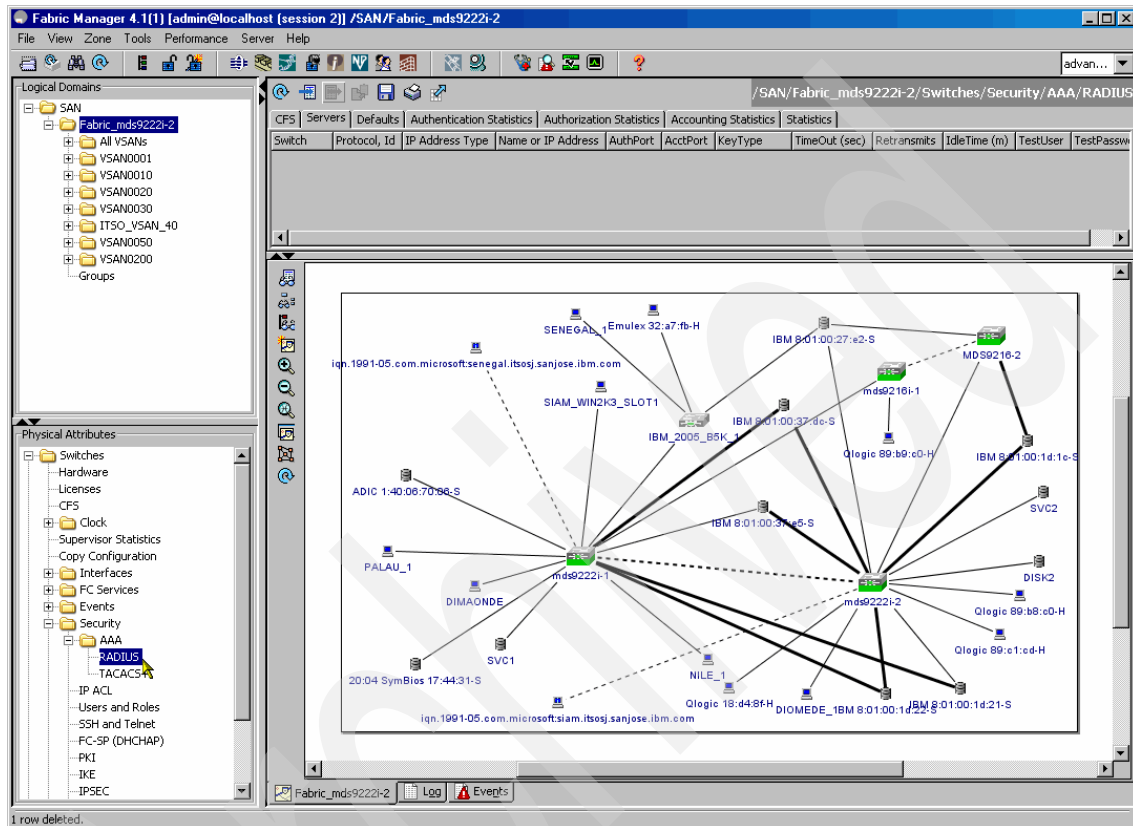 Fabric Manager 4.1(1) [admin@localhost (session 2)] /SAN/Fabric_mds9222i-2
File View Zone Tools Performance Server Help
advan...
Logical Domains
SAN
Fabric_mds9222i-2
All VSANs
VSAN0001
VSAN0010
VSAN0020
VSAN0030
ITSO_VSAN_40
VSAN0050
VSAN0200
Groups
Physical Attributes
Switches
Hardware
Licenses
CFS
Clock
Supervisor Statistics
Copy Configuration
Interfaces
FC Services
Events
Security
AAA
RADIUS
TACACS+
IP ACL
Users and Roles
SSH and Telnet
FC-SP (DHCHAP)
PKI
IKE
IPSEC
/SAN/Fabric_mds9222i-2/Switches/Security/AAA/RADIUS
CFS Servers Defaults Authentication Statistics Authorization Statistics Accounting Statistics Statistics
Switch Protocol, Id IP Address Type Name or IP Address AuthPort AcctPort KeyType TimeOut (sec) Retransmits IdleTime (m) TestUser TestPassw
SENEGAL_1
Emulex 32:a7:fb-H
IBM 8:01:00:27:e2-S
MDS9216-2
iqn.1991-05.com.microsoft:senegal.itsosj.sanjose.ibm.com
mds9216i-1
SIAM_WIN2K3_SLOT1
IBM 8:01:00:37:dc-S
IBM_2005_B5K_1
Qlogic 89:b9:c0-H
IBM 8:01:00:1d:1c-S
ADIC 1:40:06:70:06-S
SVC2
IBM 8:01:00:37:e5-S
PALAU_1
mds9222i-1
DISK2
DIMAONDE
mds9222i-2
Qlogic 89:b8:c0-H
SVC1
Qlogic 89:c1:cd-H
20:04 SymBios 17:44:31-S
NILE_1
Qlogic 18:d4:8f-H
DIOMEDE_1
IBM 8:01:00:1d:22-S
IBM 8:01:00:1d:21-S
iqn.1991-05.com.microsoft:siam.itsosj.sanjose.ibm.com
Fabric_mds9222i-2 Log Events
1 row deleted.